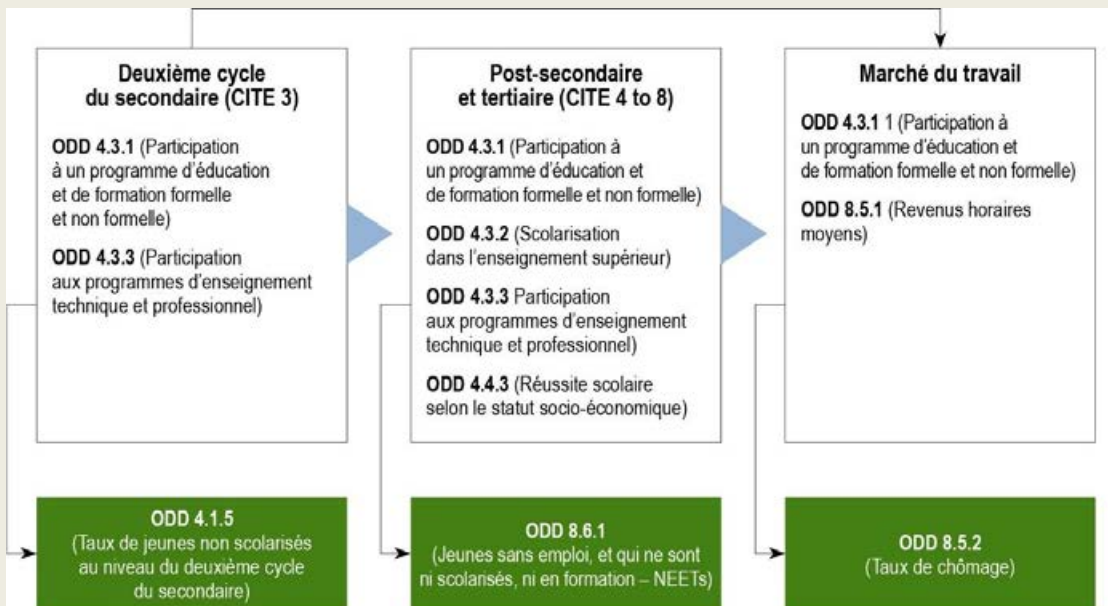 Deuxième cycle
du secondaire (CITE 3)
ODD 4.3.1 (Participation
à un programme d'éducation
et de formation formelle
et non formelle)
ODD 4.3.3 (Participation
aux programmes d'enseignement
technique et professionnel)
Post-secondaire
et tertiaire (CITE 4 to 8)
ODD 4.3.1 (Participation à
un programme d'éducation et
de formation formelle et non formelle)
ODD 4.3.2 (Scolarisation
dans l'enseignement supérieur)
ODD 4.3.3 Participation
aux programmes d'enseignement
technique et professionnel)
ODD 4.4.3 (Réussite scolaire
selon le statut socio-économique)
Marché du travail
ODD 4.3.1 1 (Participation à
un programme d'éducation et
de formation formelle et non formelle)
ODD 8.5.1 (Revenus horaires
moyens)
ODD 4.1.5
(Taux de jeunes non scolarisés
au niveau du deuxième cycle
du secondaire)
ODD 8.6.1
(Jeunes sans emploi, et qui ne sont
ni scolarisés, ni en formation – NEETs)
ODD 8.5.2
(Taux de chômage)